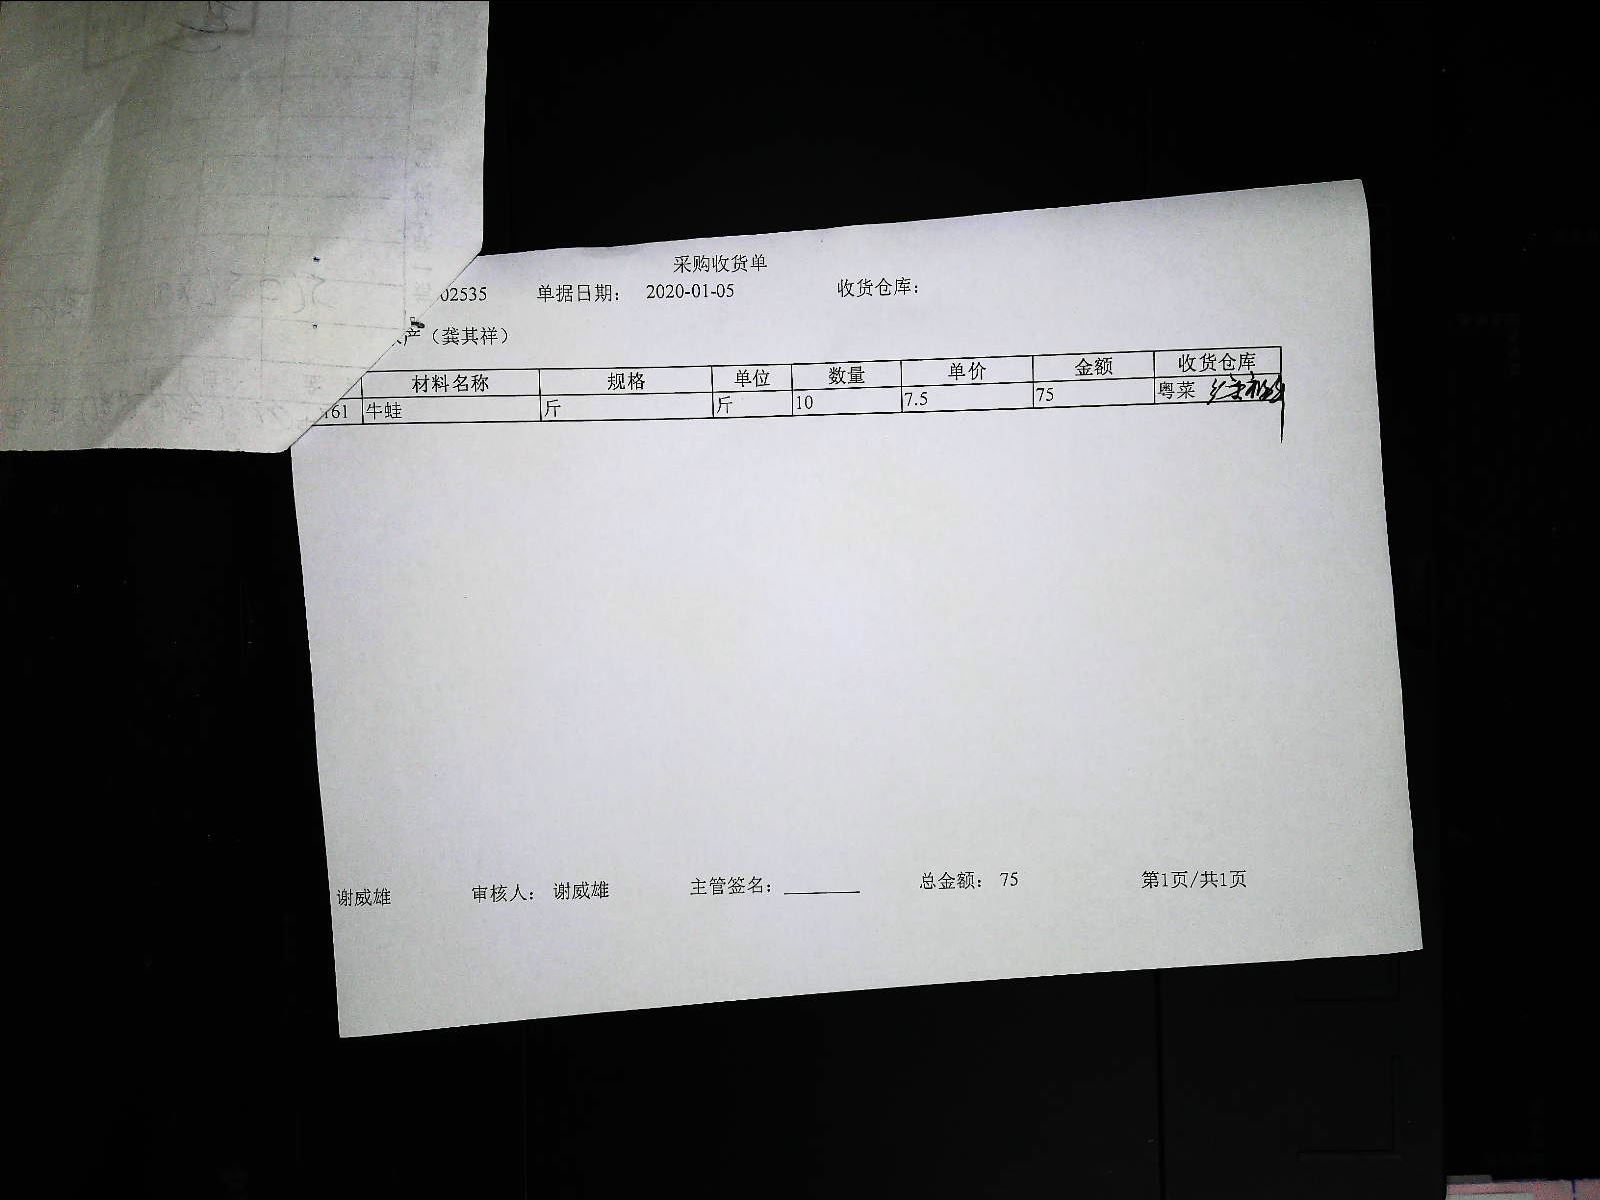 采购收货单
02535 单据日期： 2020-01-05 收货仓库：
产（龚其祥）
材料名称 规格 单位 数量 单价 金额 收货仓库
161 牛蛙 斤 斤 10 7.5 75 粤菜
谢威雄 审核人： 谢威雄 主管签名： 总金额： 75 第1页/共1页